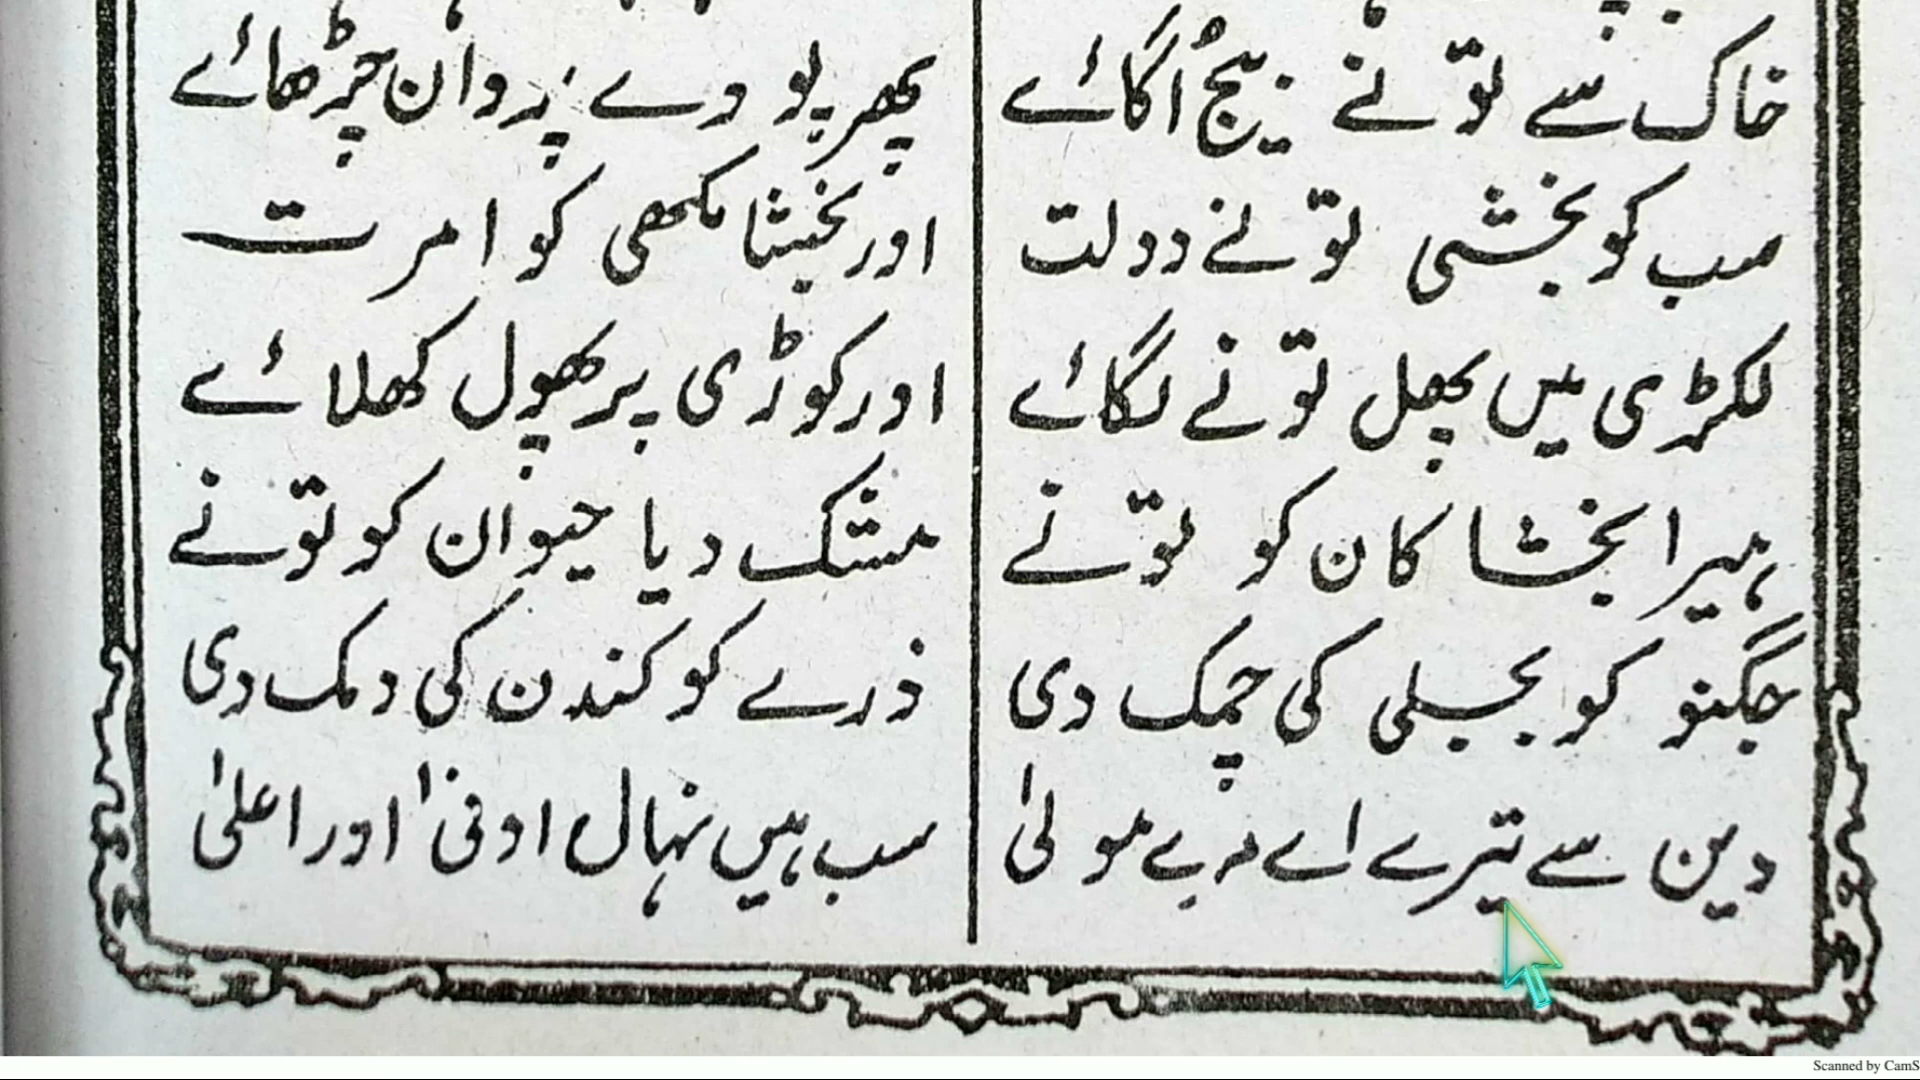 خاک سے تو نے بیج اُگائے پھر پودے پروان چڑھائے
سب کو بخشی تو نے دولت اور بخشا مکھی کو امرت
لکڑی میں پھل تو نے لگائے اور کوڑی پر پھول کھلائے
ہیرا بخشا کان کو تو نے مشک دیا حیوان کو تو نے
جگنو کو بجلی کی چمک دی ذرے کو کندن کی دمک دی
دین سے تیرے اے مرے مولیٰ سب ہیں نہال ادنیٰ اور اعلیٰ
Scanned by CamS